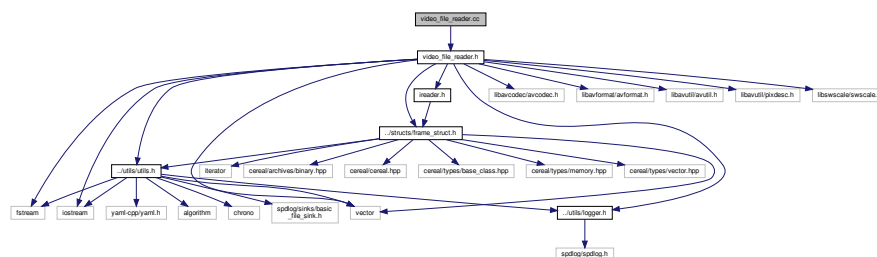 video_file_reader.cc
video_file_reader.h
ireader.h
libavcodec/avcodec.h
libavformat/avformat.h
libavutil/avutil.h
libavutil/pixdesc.h
libswscale/swscale.
../structs/frame_struct.h
../utils/utils.h
iterator
cereal/archives/binary.hpp
cereal/cereal.hpp
cereal/types/base_class.hpp
cereal/types/memory.hpp
cereal/types/vector.hpp
fstream
iostream
yaml-cpp/yaml.h
algorithm
chrono
spdlog/sinks/basic
_file_sink.h
vector
../utils/logger.h
spdlog/spdlog.h